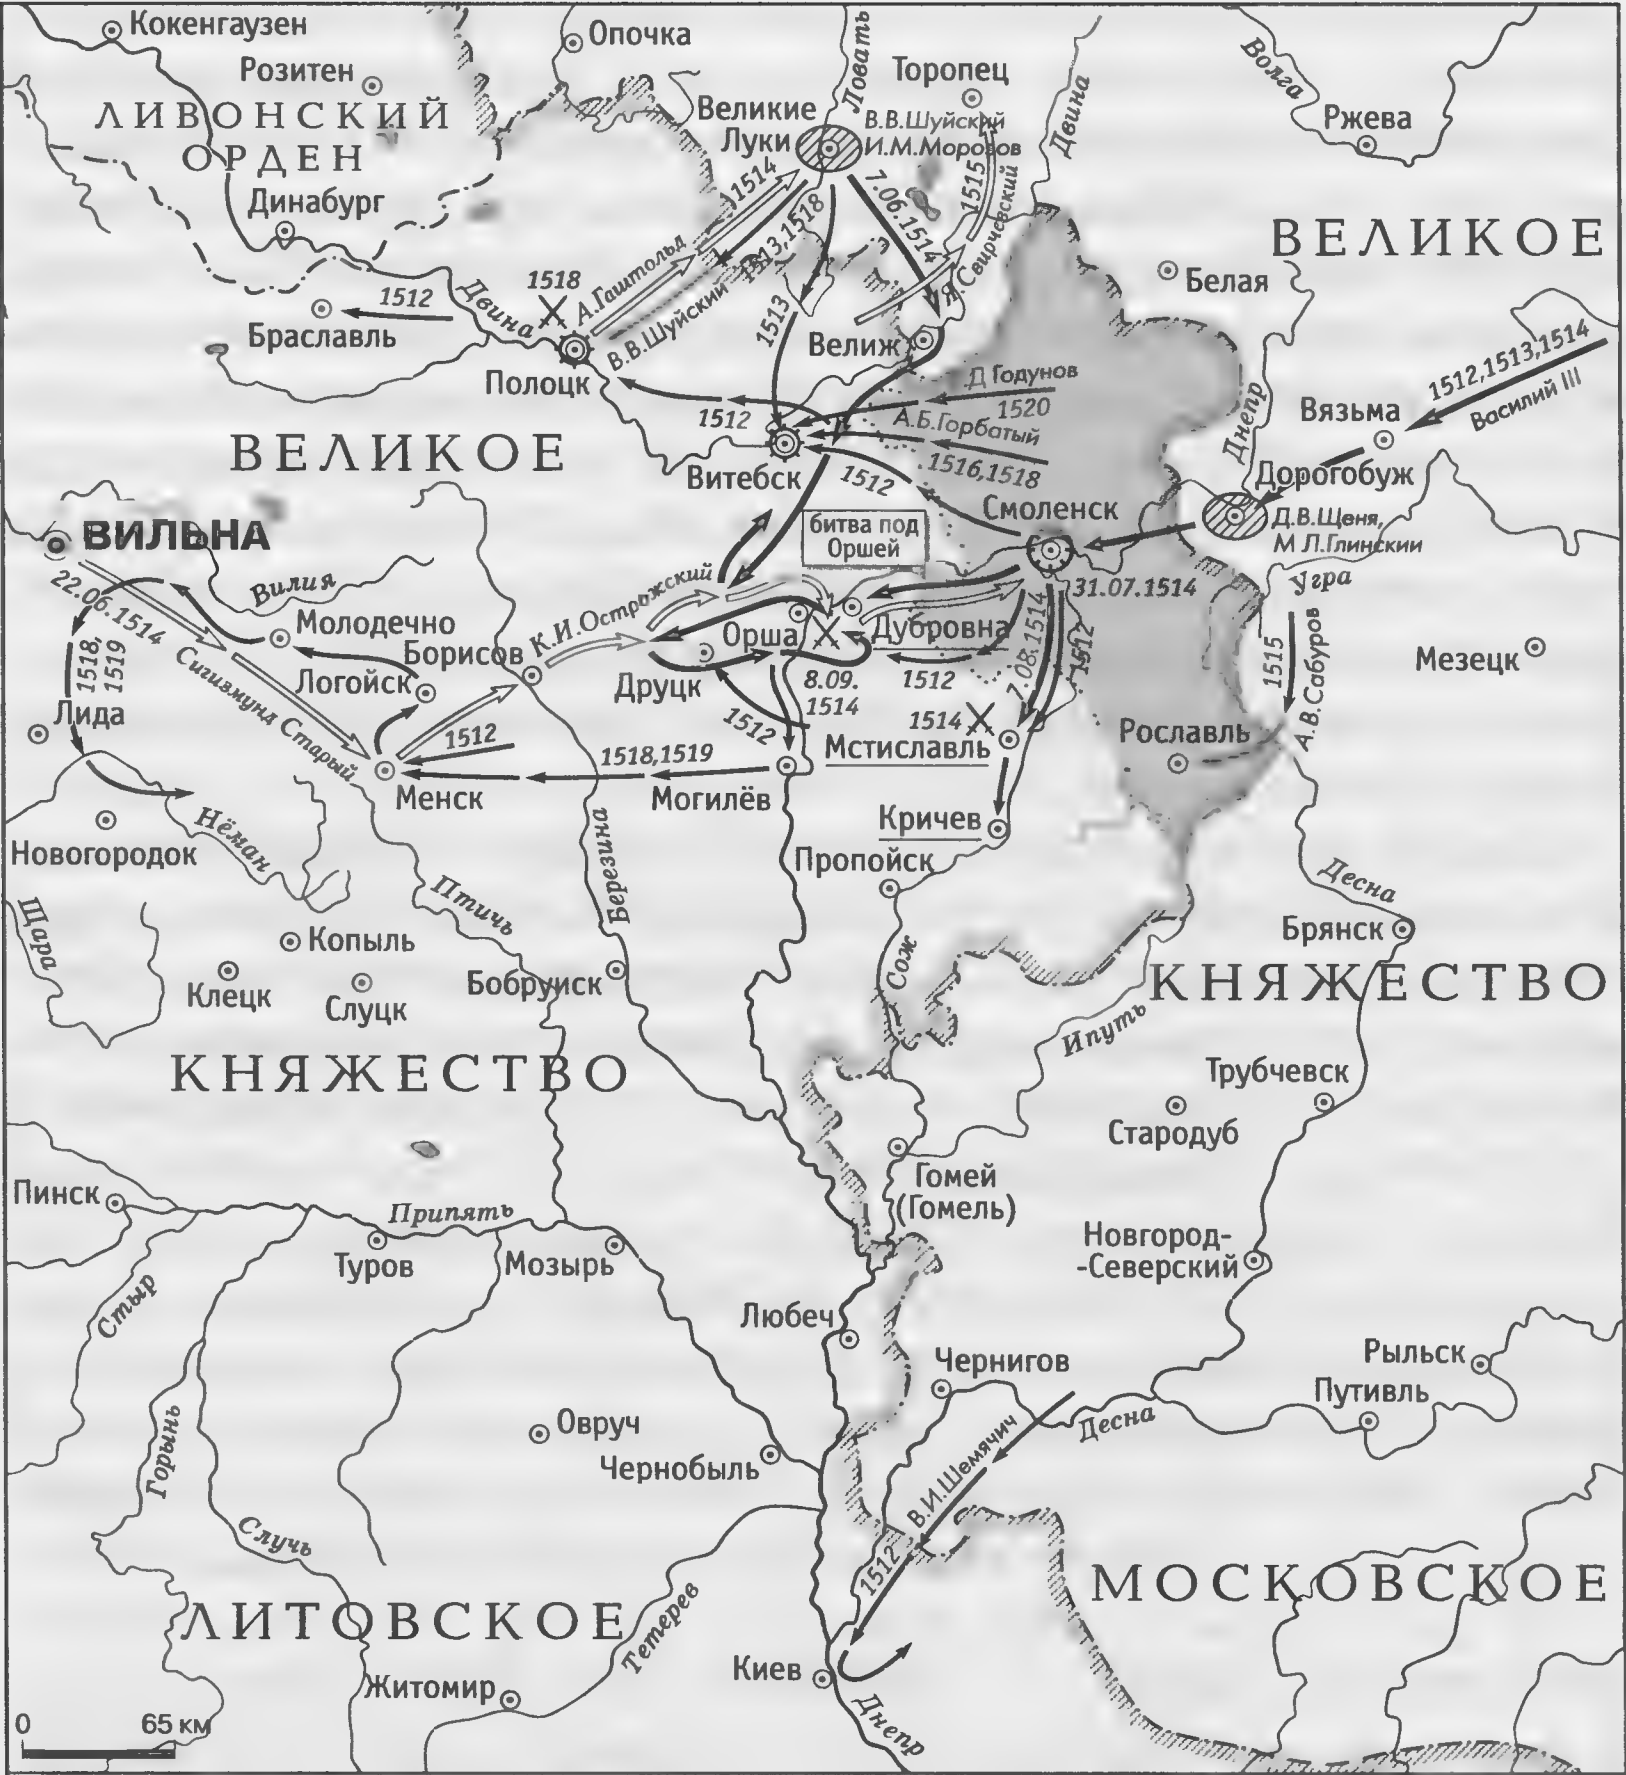 Кокенгаузен
Опочка
Розитен
ЛИВОНСКИЙ
ОРДЕН
Динабург
Ловать
Торопец
Великие
Луки
В.В.Шуйский
И.М.Морозов
Двина
Волга
Ржева
1514
1513,1518
7.06.1514
1515
Я.Свирчевский
ВЕЛИКОЕ
Белая
1518
А.Гаштольд
В.В.Шуйский
1512
Двина
Браславль
Полоцк
1513
Велиж
Д Годунов
1520
А.Б.Горбатый
1516,1518
1512
1512
Витебск
Днепр
Вязьма
1512,1513,1514
Василий III
Дорогобуж
Д.В.Щеня,
М Л.Глинскии
ВЕЛИКОЕ
Смоленск
битва под
Оршей
ВИЛЬНА
22.06.1514
Сигизмунд Старый
Вилия
Молодечно
Борисов
К.И.Острожский
Орша
Дубровна
31.07.1514
Угра
1515
А.В.Сабуров
Мезецк
1518,
1519
Логойск
Друцк
8.09.
1514
1512
7.08.1514
1512
Лида
1512
1512
1514
Мстиславль
Рославль
1518,1519
Менск
Могилёв
Кричев
Новогородок
Нёман
Березина
Пропойск
Щара
Птичь
Десна
Брянск
Копыль
Клецк
Слуцк
Бобруиск
Сож
КНЯЖЕСТВО
Ипуть
КНЯЖЕСТВО
Трубчевск
Стародуб
Гомей
(Гомель)
Пинск
Припять
Туров
Мозырь
Новгород-
-Северский
Стыр
Любеч
Чернигов
Рыльск
Путивль
Десна
Горынь
Овруч
Чернобыль
В.И.Шемячич
Случь
1512
МОСКОВСКОЕ
ЛИТОВСКОЕ
Тетерев
Киев
Житомир
Днепр
0
65 км